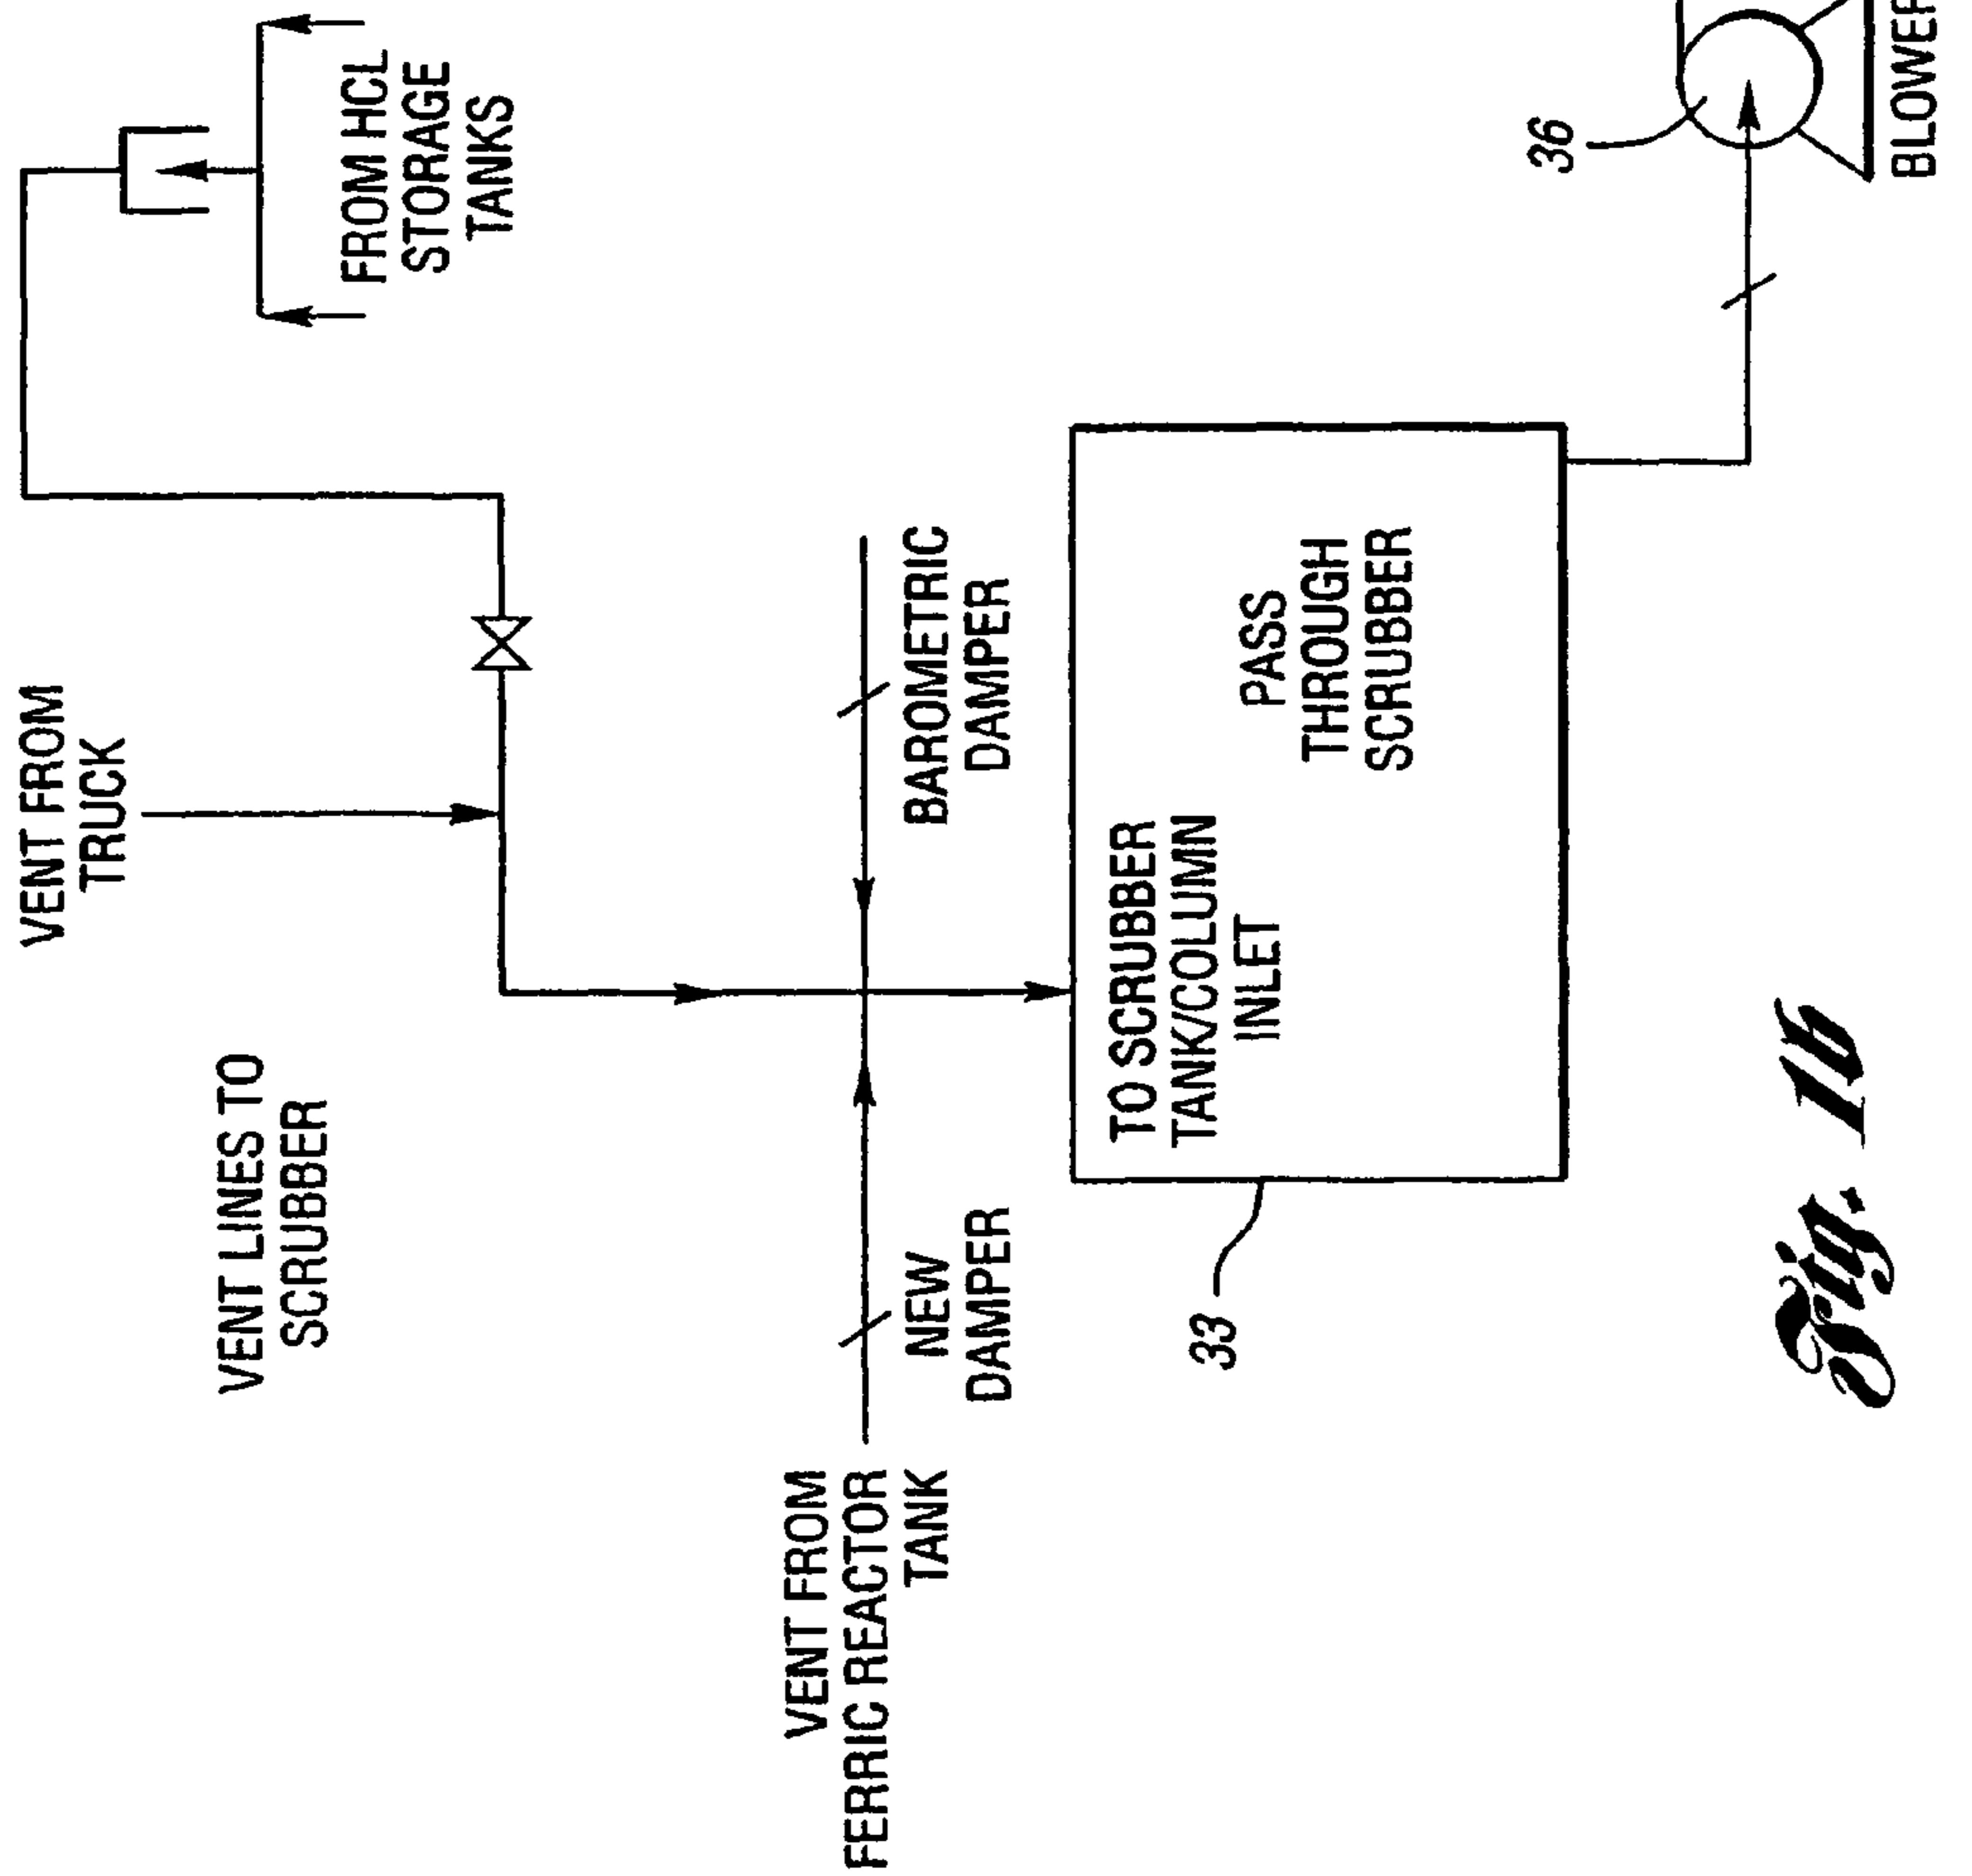 VENT LINES TO
SCRUBBER
VENT FROM
TRUCK
FROM HCL
STORAGE
TANKS
VENT FROM
FERRIC REACTOR
TANK
NEW
DAMPER
BAROMETRIC
DAMPER
33
TO SCRUBBER
TANK/COLUMN
INLET
PASS
THROUGH
SCRUBBER
36
BLOWER
Fig. 11b